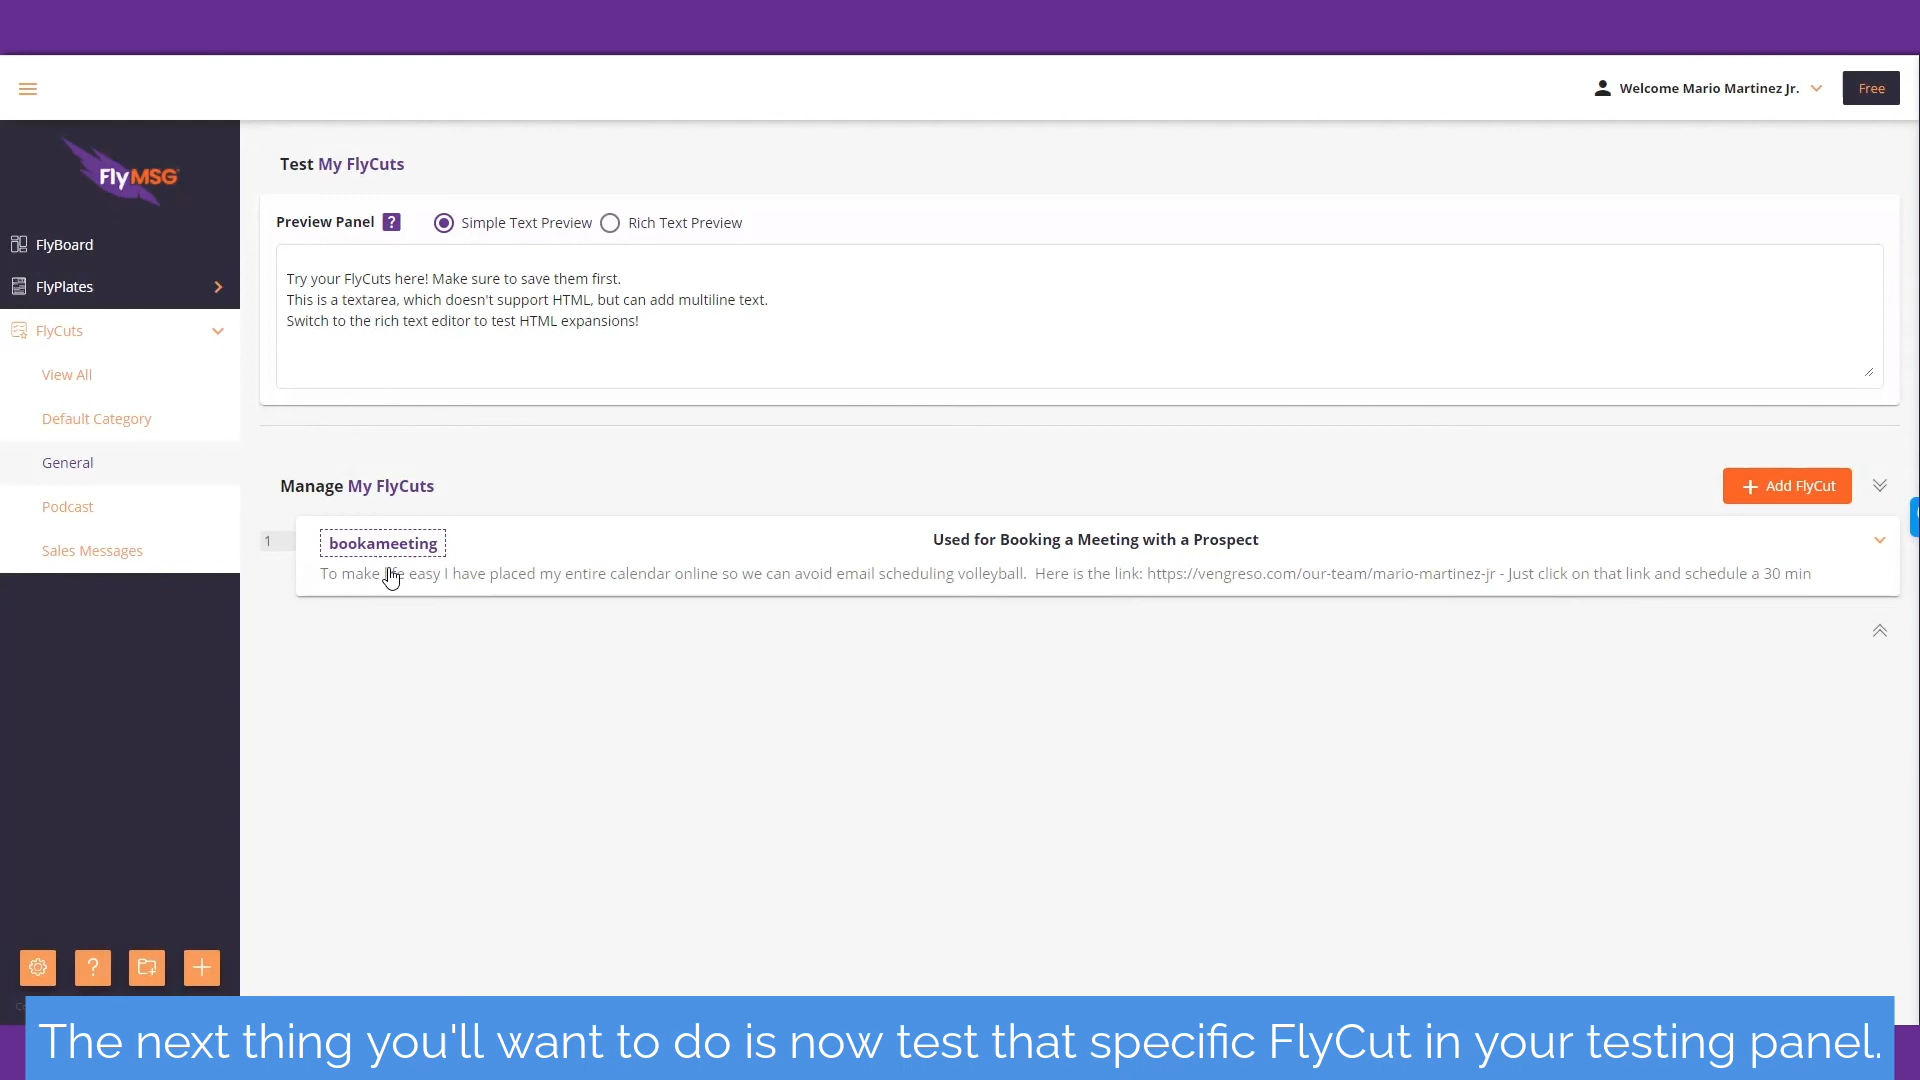 Welcome Mario Martinez Jr.
Free
FlyMSG
FlyBoard
FlyPlates
FlyCuts
View All
Default Category
General
Podcast
Sales Messages
Test My FlyCuts
Preview Panel ? Simple Text Preview Rich Text Preview
Try your FlyCuts here! Make sure to save them first.
This is a textarea, which doesn't support HTML, but can add multiline text.
Switch to the rich text editor to test HTML expansions!
Manage My FlyCuts
+ Add FlyCut
1
bookameeting
Used for Booking a Meeting with a Prospect
To make life easy I have placed my entire calendar online so we can avoid email scheduling volleyball. Here is the link: https://vengreso.com/our-team/mario-martinez-jr - Just click on that link and schedule a 30 min
?
The next thing you'll want to do is now test that specific FlyCut in your testing panel.